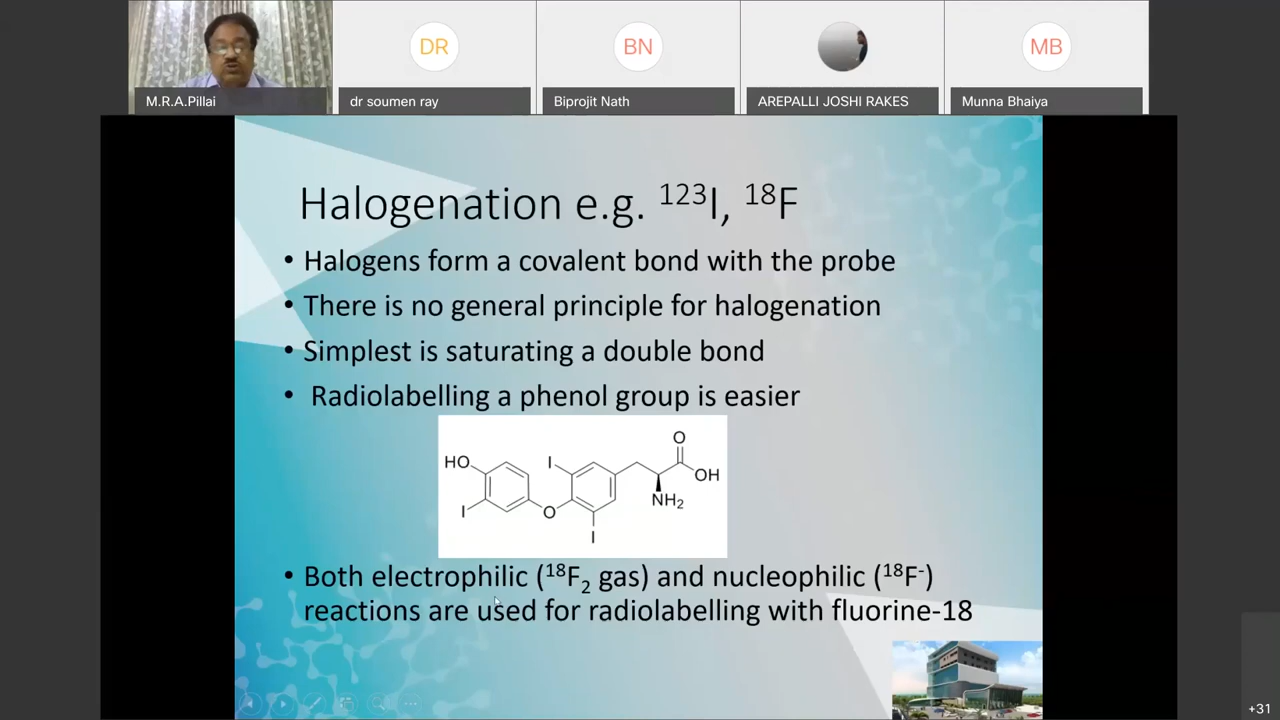 DR
BN
MB
M.R.A.Pillai
dr soumen ray
Biprojit Nath
AREPALLI JOSHI RAKES
Munna Bhaiya
Halogenation e.g. ¹²³I, ¹⁸F
• Halogens form a covalent bond with the probe
• There is no general principle for halogenation
• Simplest is saturating a double bond
• Radiolabelling a phenol group is easier
O
HO
I
OH
NH₂
I
O
I
• Both electrophilic (¹⁸F₂ gas) and nucleophilic (¹⁸F⁻)
reactions are used for radiolabelling with fluorine-18
+31